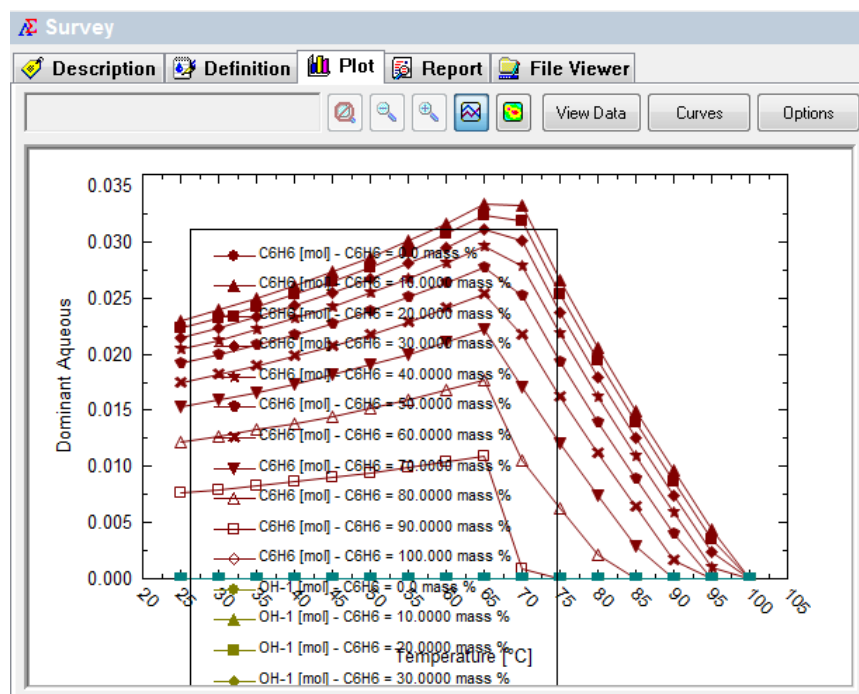 Survey
Description Definition Plot Report File Viewer
View Data Curves Options
0.035
0.030
0.025
0.020
0.015
0.010
0.005
0.000
Dominant Aqueous
C6H6 [mol] - C6H6 = 0.0 mass %
C6H6 [mol] - C6H6 = 10.0000 mass %
C6H6 [mol] - C6H6 = 20.0000 mass %
C6H6 [mol] - C6H6 = 30.0000 mass %
C6H6 [mol] - C6H6 = 40.0000 mass %
C6H6 [mol] - C6H6 = 50.0000 mass %
C6H6 [mol] - C6H6 = 60.0000 mass %
C6H6 [mol] - C6H6 = 70.0000 mass %
C6H6 [mol] - C6H6 = 80.0000 mass %
C6H6 [mol] - C6H6 = 90.0000 mass %
C6H6 [mol] - C6H6 = 100.000 mass %
OH-1 [mol] - C6H6 = 0.0 mass %
OH-1 [mol] - C6H6 = 10.0000 mass %
OH-1 [mol] - C6H6 = 20.0000 mass %
OH-1 [mol] - C6H6 = 30.0000 mass %
20 25 30 35 40 45 50 55 60 65 70 75 80 85 90 95 100 105
Temperature [°C]